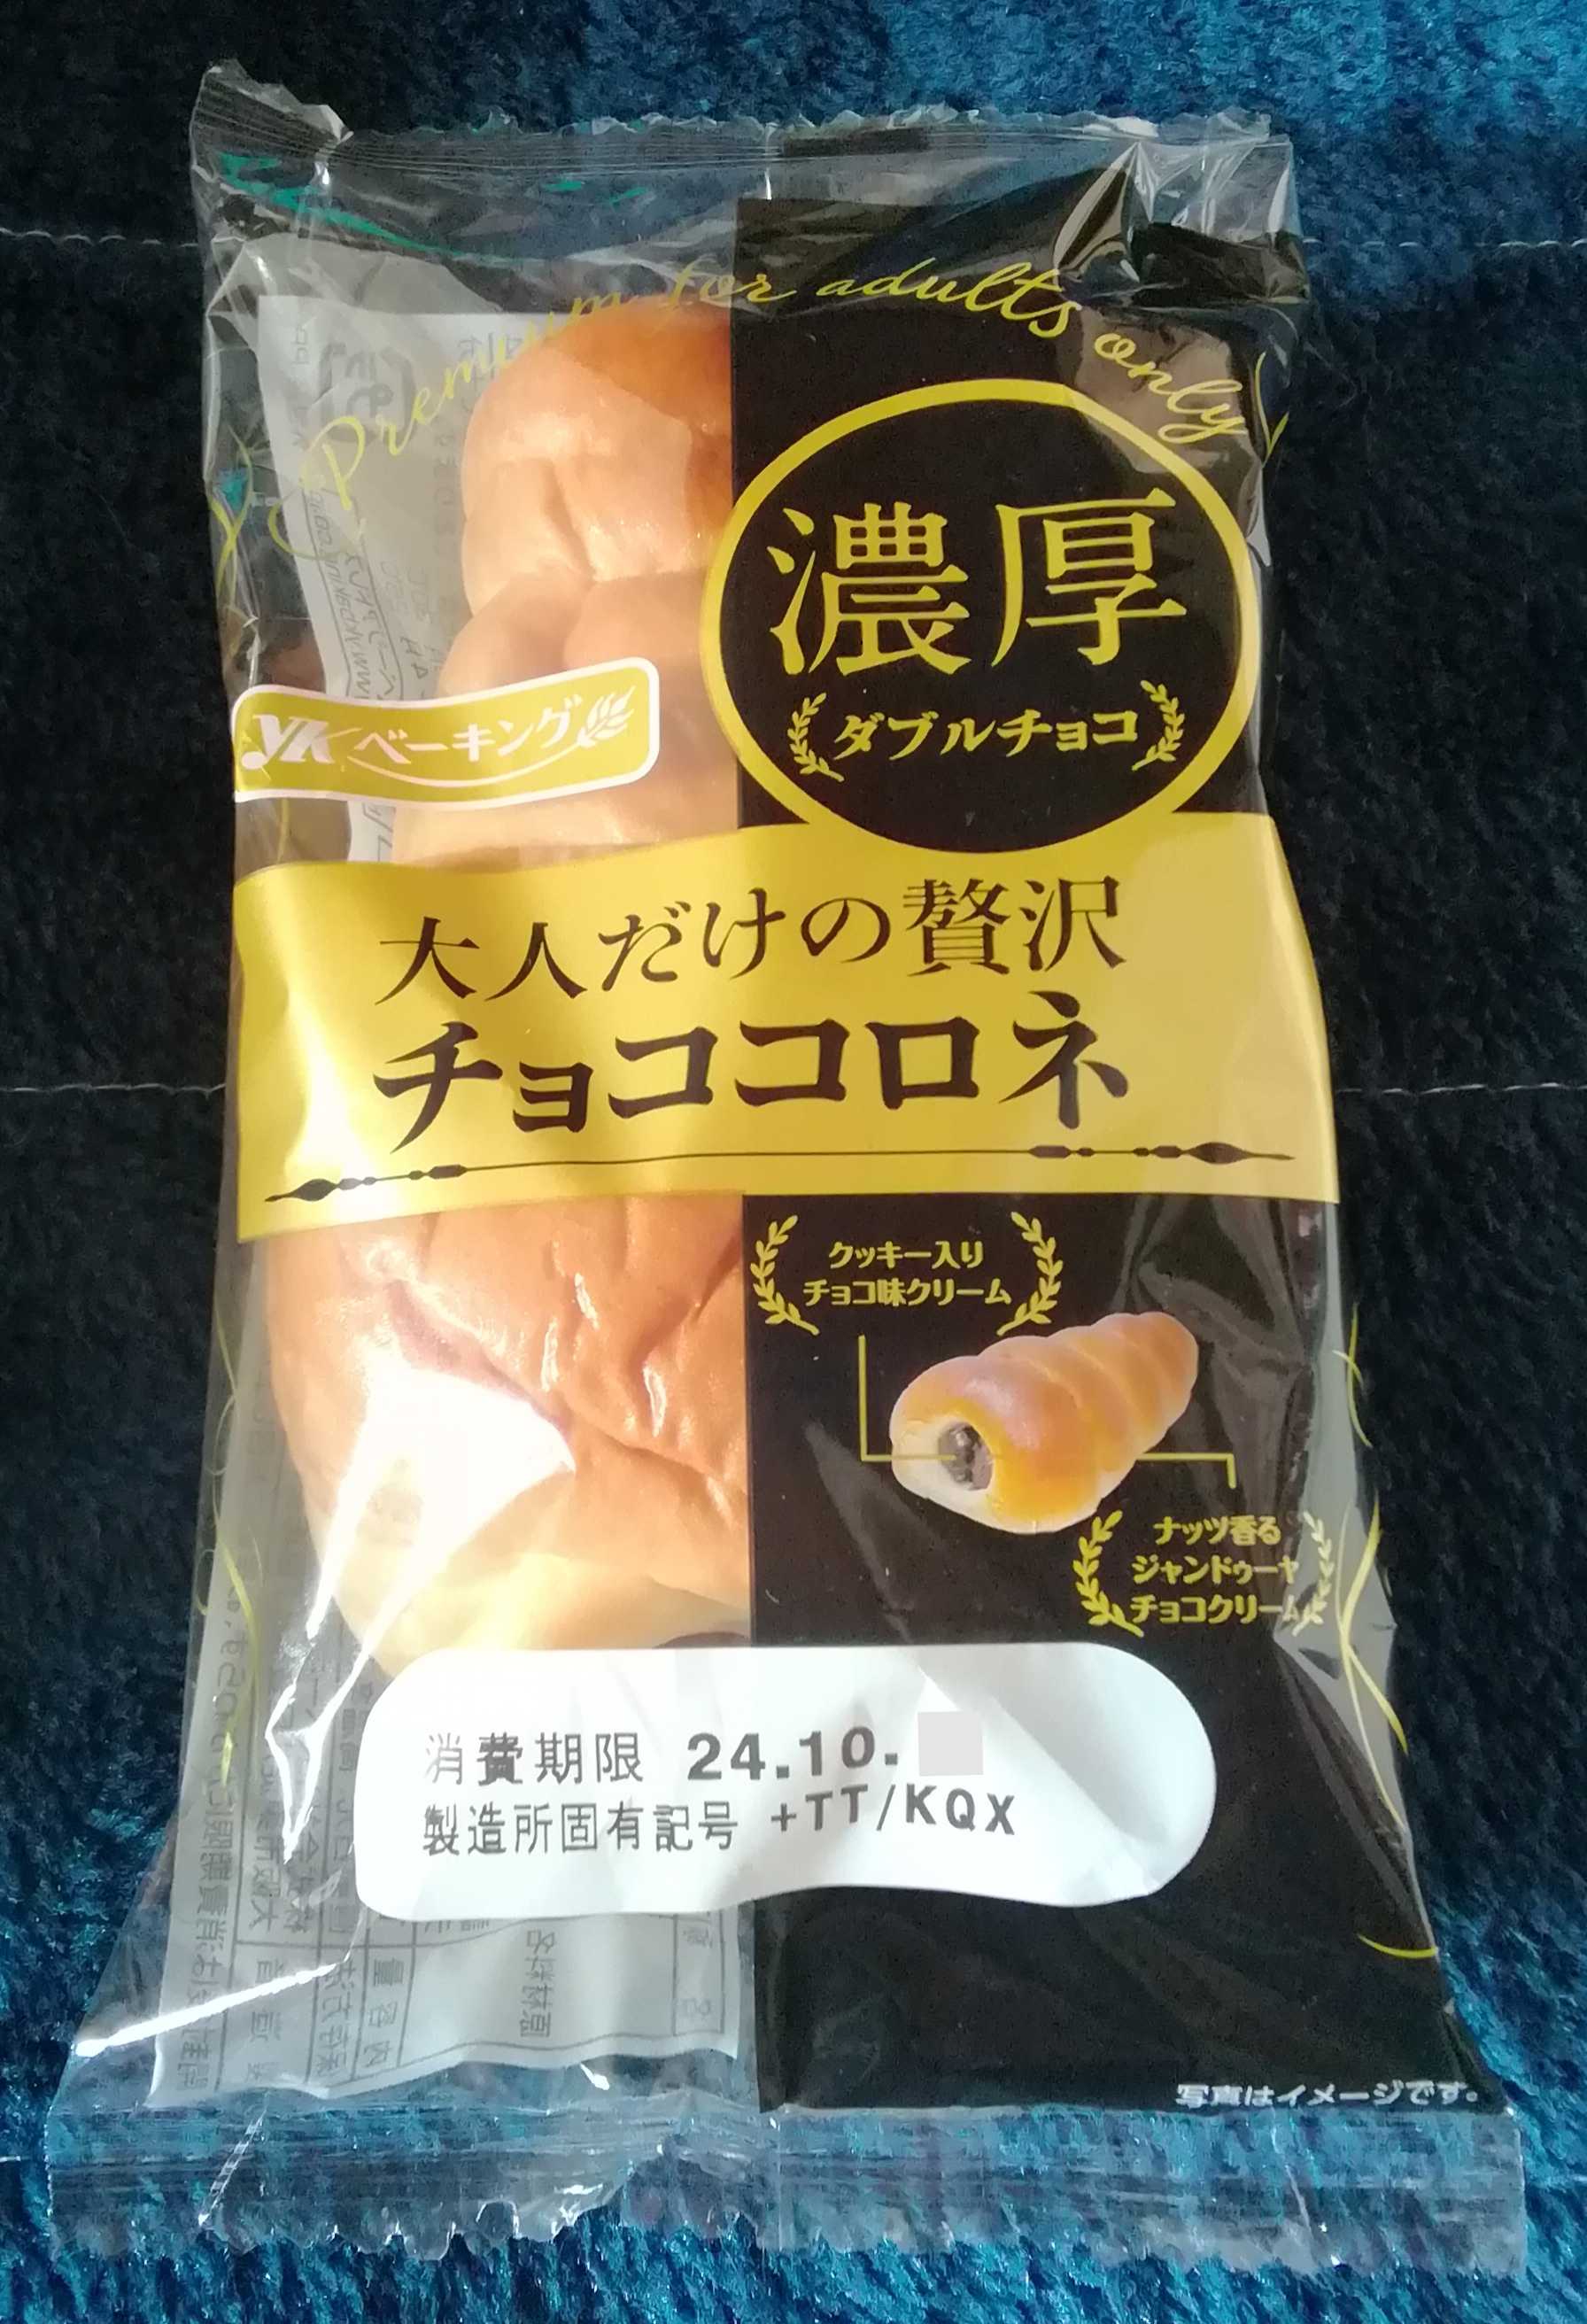 Premium for adults only
濃厚
ダブルチョコ
YK ベーキング
大人だけの贅沢
チョココロネ
クッキー入り
チョコ味クリーム
ナッツ香る
ジャンドゥーヤ
チョコクリーム
消費期限 24.10.
製造所固有記号 +TT/KQX
写真はイメージです。